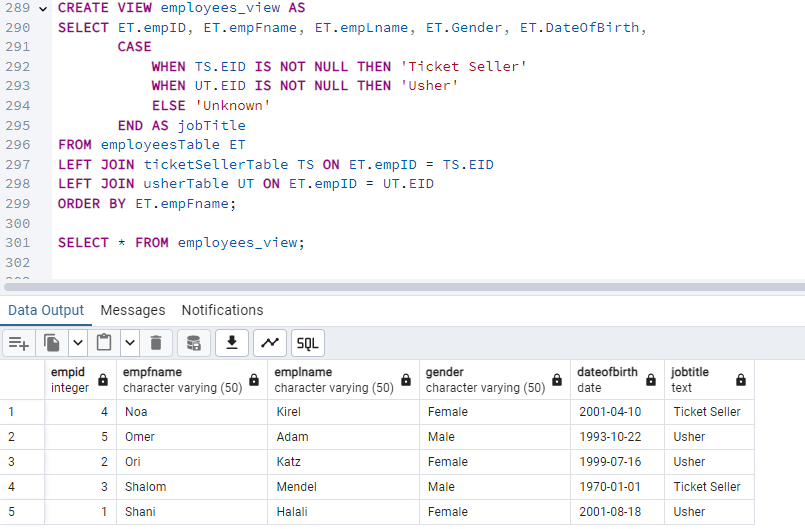 289 CREATE VIEW employees_view AS
290 SELECT ET.empID, ET.empFname, ET.empLname, ET.Gender, ET.DateOfBirth,
291 CASE
292 WHEN TS.EID IS NOT NULL THEN 'Ticket Seller'
293 WHEN UT.EID IS NOT NULL THEN 'Usher'
294 ELSE 'Unknown'
295 END AS jobTitle
296 FROM employeesTable ET
297 LEFT JOIN ticketSellerTable TS ON ET.empID = TS.EID
298 LEFT JOIN usherTable UT ON ET.empID = UT.EID
299 ORDER BY ET.empFname;
300
301 SELECT * FROM employees_view;
302
Data Output Messages Notifications
SQL
empid empfname emplname gender dateofbirth jobtitle
integer character varying (50) character varying (50) character varying (50) date text
1 4 Noa Kirel Female 2001-04-10 Ticket Seller
2 5 Omer Adam Male 1993-10-22 Usher
3 2 Ori Katz Female 1999-07-16 Usher
4 3 Shalom Mendel Male 1970-01-01 Ticket Seller
5 1 Shani Halali Female 2001-08-18 Usher